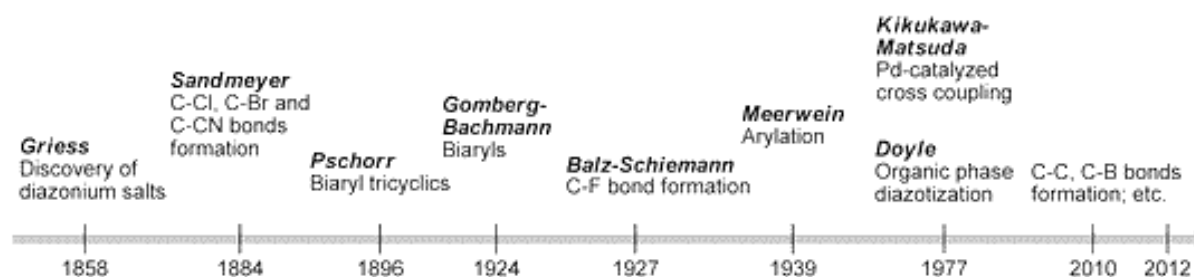 Griess
Discovery of
diazonium salts
Sandmeyer
C-Cl, C-Br and
C-CN bonds
formation
Pschorr
Biaryl tricyclics
Gomberg-
Bachmann
Biaryls
Balz-Schiemann
C-F bond formation
Meerwein
Arylation
Kikukawa-
Matsuda
Pd-catalyzed
cross coupling
Doyle
Organic phase
diazotization
C-C, C-B bonds
formation; etc.
1858 1884 1896 1924 1927 1939 1977 2010 2012